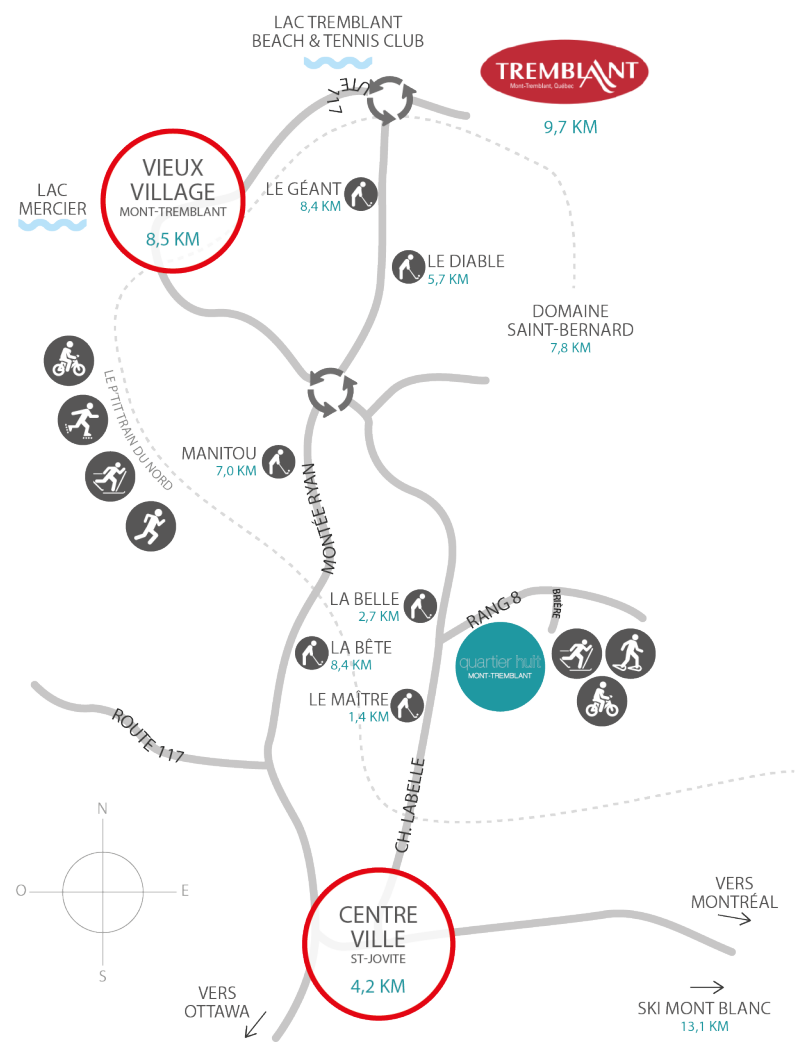 LAC TREMBLANT
BEACH & TENNIS CLUB
TREMBLANT
Mont-Tremblant, Québec
9,7 KM
UTE
717
VIEUX
VILLAGE
MONT-TREMBLANT
8,5 KM
LAC
MERCIER
LE GÉANT
8,4 KM
LE DIABLE
5,7 KM
DOMAINE
SAINT-BERNARD
7,8 KM
LE P'TIT TRAIN DU NORD
MANITOU
7,0 KM
MONTÉE RYAN
LA BELLE
2,7 KM
RANG 8
BRIÈRE
LA BÊTE
8,4 KM
quartier huit
MONT-TREMBLANT
LE MAÎTRE
1,4 KM
ROUTE 117
CH. LABELLE
N
O
E
S
CENTRE
VILLE
ST-JOVITE
4,2 KM
VERS
MONTRÉAL
VERS
OTTAWA
SKI MONT BLANC
13,1 KM